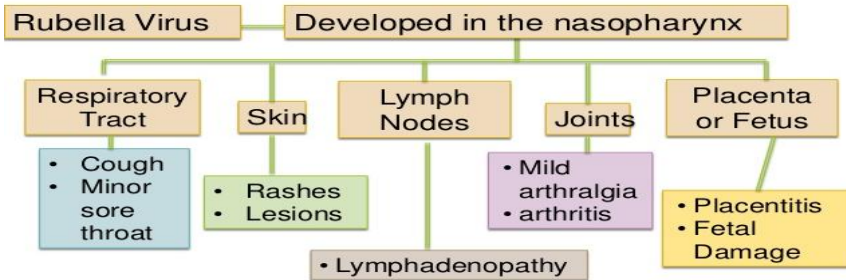 Rubella Virus
Developed in the nasopharynx
Respiratory
Tract
Skin
Lymph
Nodes
Joints
Placenta
or Fetus
• Cough
• Minor
sore
throat
• Rashes
• Lesions
• Lymphadenopathy
• Mild
arthralgia
• arthritis
• Placentitis
• Fetal
Damage